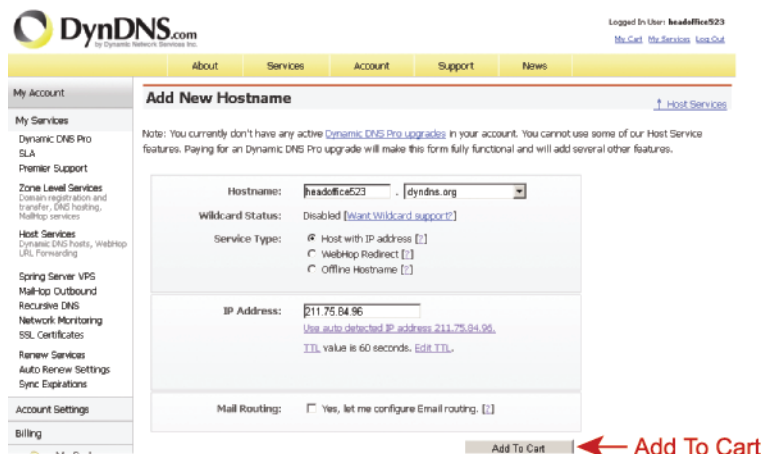 DynDNS.com
by Dynamic Network Services Inc.
Logged In User: headoffice523
My Cart My Services Log Out
About Services Account Support News
My Account
My Services
Dynamic DNS Pro
SLA
Premier Support
Zone Level Services
Domain registration and
transfer, DNS hosting,
MailHop services
Host Services
Dynamic DNS hosts, WebHop
URL Forwarding
Spring Server VPS
MailHop Outbound
Recursive DNS
Network Monitoring
SSL Certificates
Renew Services
Auto Renew Settings
Sync Expirations
Account Settings
Billing
Add New Hostname
↑ Host Services
Note: You currently don't have any active Dynamic DNS Pro upgrades in your account. You cannot use some of our Host Service
features. Paying for an Dynamic DNS Pro upgrade will make this form fully functional and will add several other features.
Hostname: headoffice523 . dyndns.org
Wildcard Status: Disabled [Want Wildcard support?]
Service Type: Host with IP address [?]
WebHop Redirect [?]
Offline Hostname [?]
IP Address: 211.75.84.96
Use auto detected IP address 211.75.84.96.
TTL value is 60 seconds. Edit TTL.
Mail Routing: Yes, let me configure Email routing. [?]
Add To Cart
Add To Cart